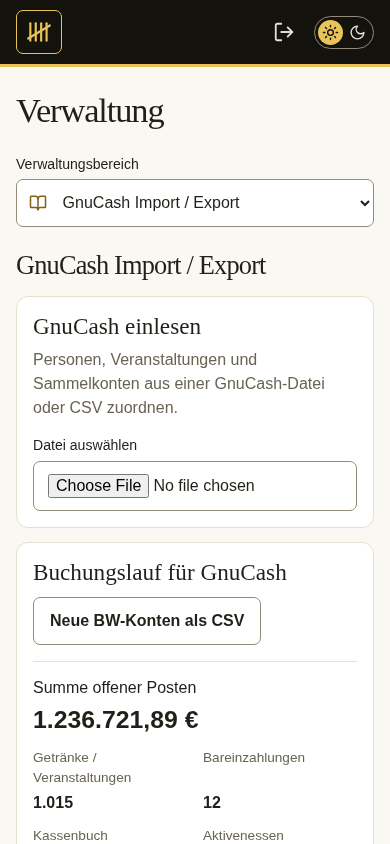 Verwaltung
Verwaltungsbereich
GnuCash Import / Export
GnuCash Import / Export
GnuCash einlesen
Personen, Veranstaltungen und
Sammelkonten aus einer GnuCash-Datei
oder CSV zuordnen.
Datei auswählen
Choose File No file chosen
Buchungslauf für GnuCash
Neue BW-Konten als CSV
Summe offener Posten
1.236.721,89 €
Getränke /
Veranstaltungen
1.015
Bareinzahlungen
12
Kassenbuch
Aktivenessen